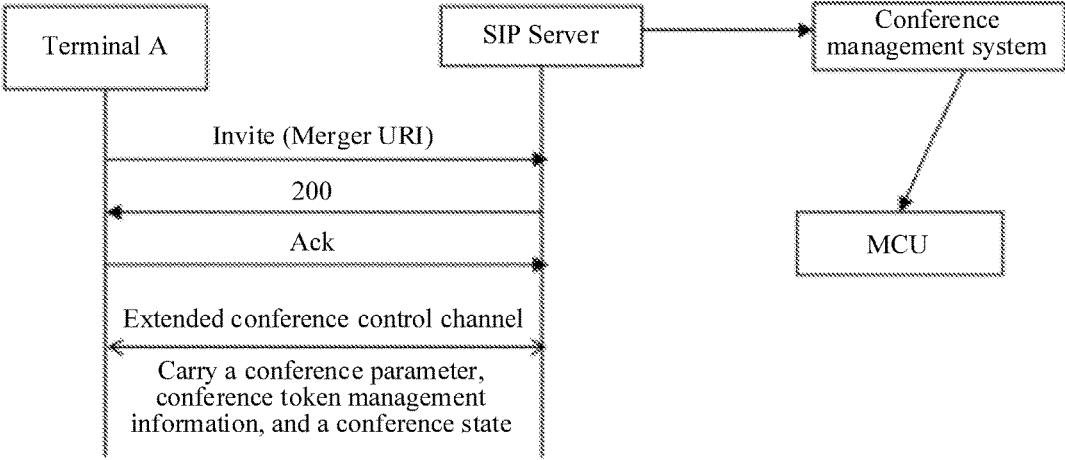 Terminal A
SIP Server
Conference
management system
Invite (Merger URI)
200
MCU
Ack
Extended conference control channel
Carry a conference parameter,
conference token management
information, and a conference state